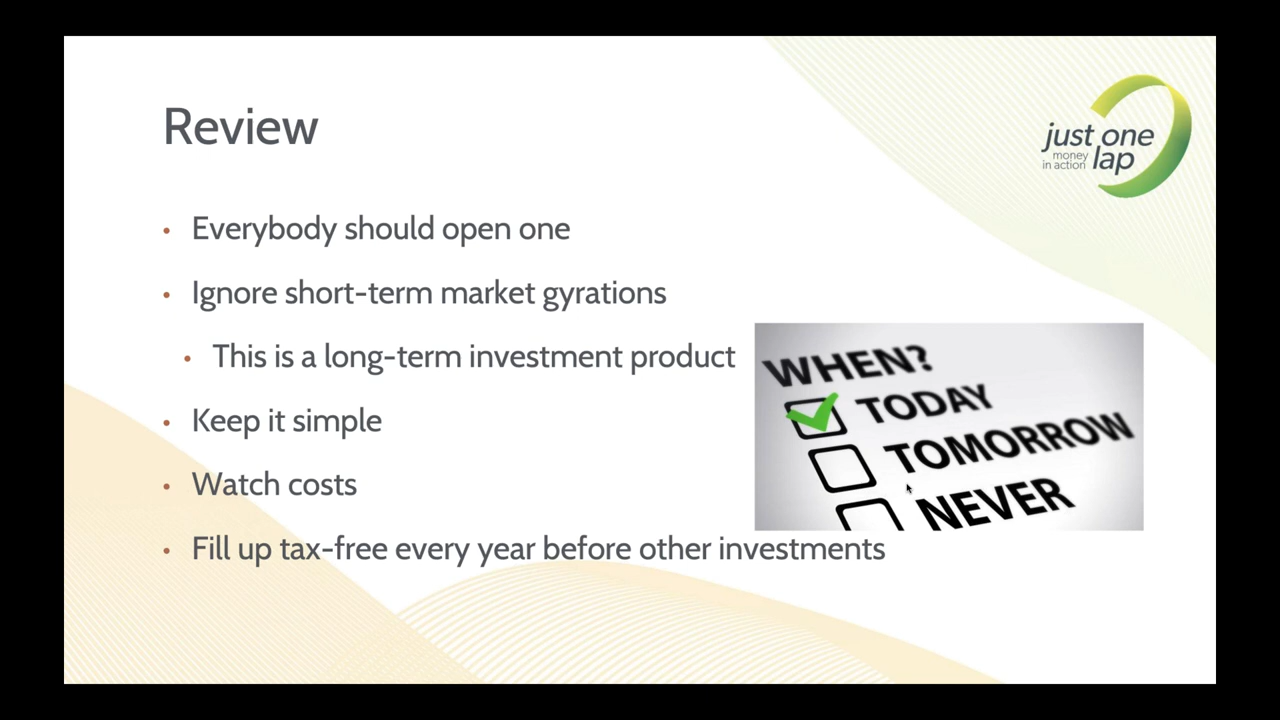 Review
just one
money
in action lap
• Everybody should open one
• Ignore short-term market gyrations
• This is a long-term investment product
• Keep it simple
• Watch costs
• Fill up tax-free every year before other investments
WHEN?
TODAY
TOMORROW
NEVER